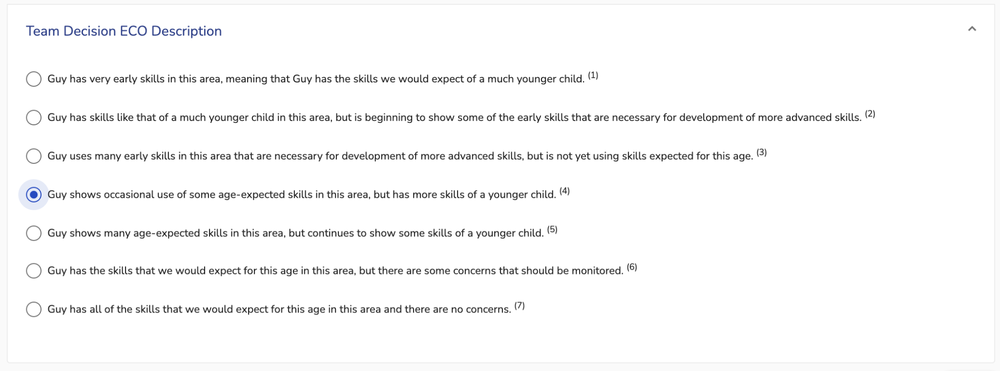 Team Decision ECO Description
Guy has very early skills in this area, meaning that Guy has the skills we would expect of a much younger child. (1)
Guy has skills like that of a much younger child in this area, but is beginning to show some of the early skills that are necessary for development of more advanced skills. (2)
Guy uses many early skills in this area that are necessary for development of more advanced skills, but is not yet using skills expected for this age. (3)
Guy shows occasional use of some age-expected skills in this area, but has more skills of a younger child. (4)
Guy shows many age-expected skills in this area, but continues to show some skills of a younger child. (5)
Guy has the skills that we would expect for this age in this area, but there are some concerns that should be monitored. (6)
Guy has all of the skills that we would expect for this age in this area and there are no concerns. (7)